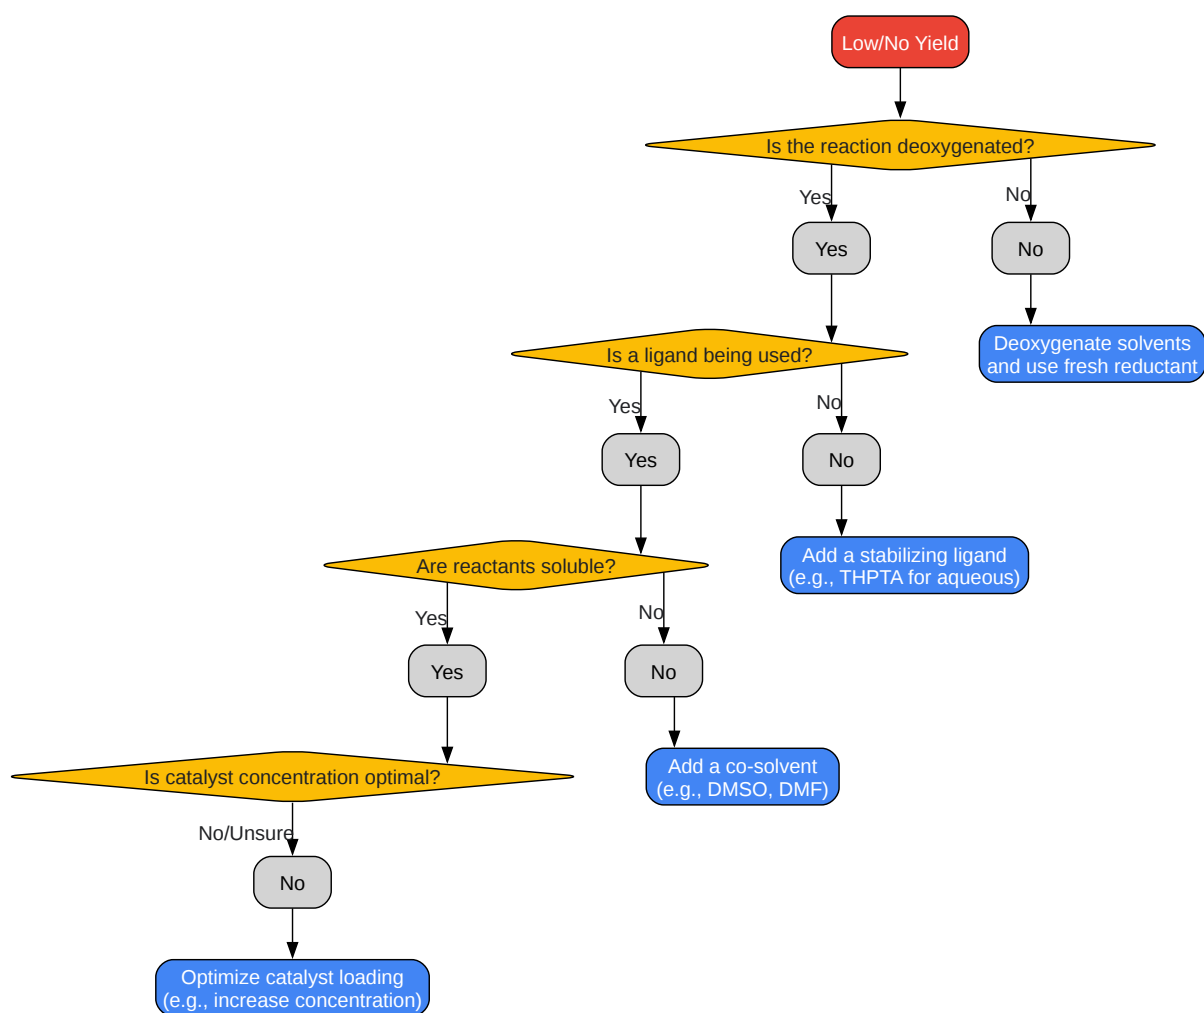 Low/No Yield
Is the reaction deoxygenated?
Yes
No
Yes
No
Deoxygenate solvents
and use fresh reductant
Is a ligand being used?
Yes
No
Yes
No
Add a stabilizing ligand
(e.g., THPTA for aqueous)
Are reactants soluble?
Yes
No
Yes
No
Add a co-solvent
(e.g., DMSO, DMF)
Is catalyst concentration optimal?
No/Unsure
No
Optimize catalyst loading
(e.g., increase concentration)